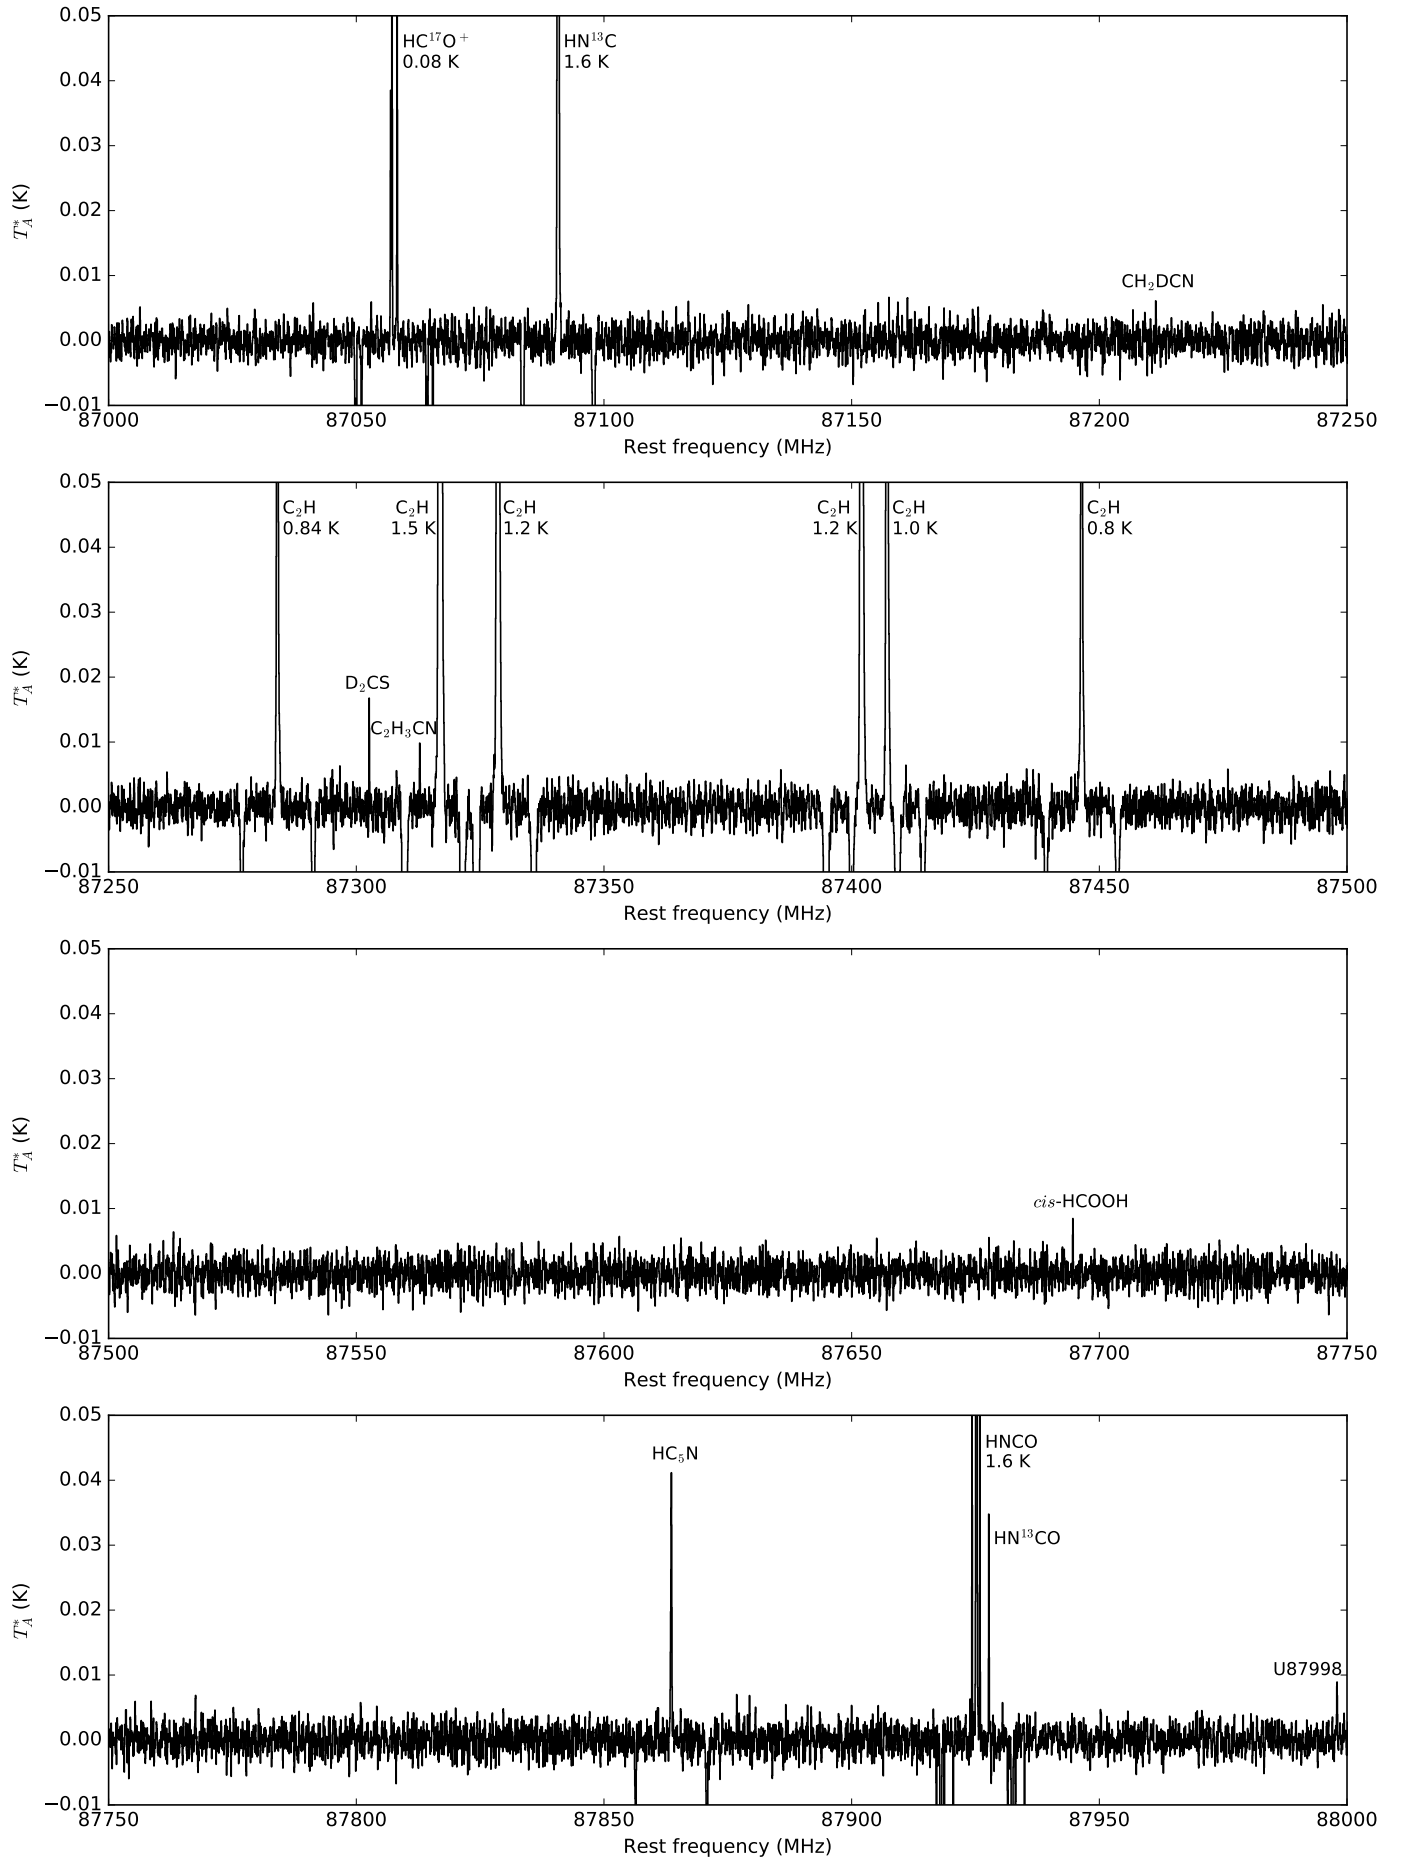 0.05
HC¹⁷O⁺
0.08 K
HN¹³C
1.6 K
0.04
0.03
0.02
0.01
CH₂DCN
0.00
−0.01
T*A (K)
87000 87050 87100 87150 87200 87250
Rest frequency (MHz)
0.05
C₂H
0.84 K
C₂H
1.5 K
C₂H
1.2 K
C₂H
1.2 K
C₂H
1.0 K
C₂H
0.8 K
0.04
0.03
0.02
D₂CS
C₂H₃CN
0.01
0.00
−0.01
T*A (K)
87250 87300 87350 87400 87450 87500
Rest frequency (MHz)
0.05
0.04
0.03
0.02
0.01
cis-HCOOH
0.00
−0.01
T*A (K)
87500 87550 87600 87650 87700 87750
Rest frequency (MHz)
0.05
HC₅N
HNCO
1.6 K
0.04
HN¹³CO
0.03
0.02
0.01
U87998
0.00
−0.01
T*A (K)
87750 87800 87850 87900 87950 88000
Rest frequency (MHz)